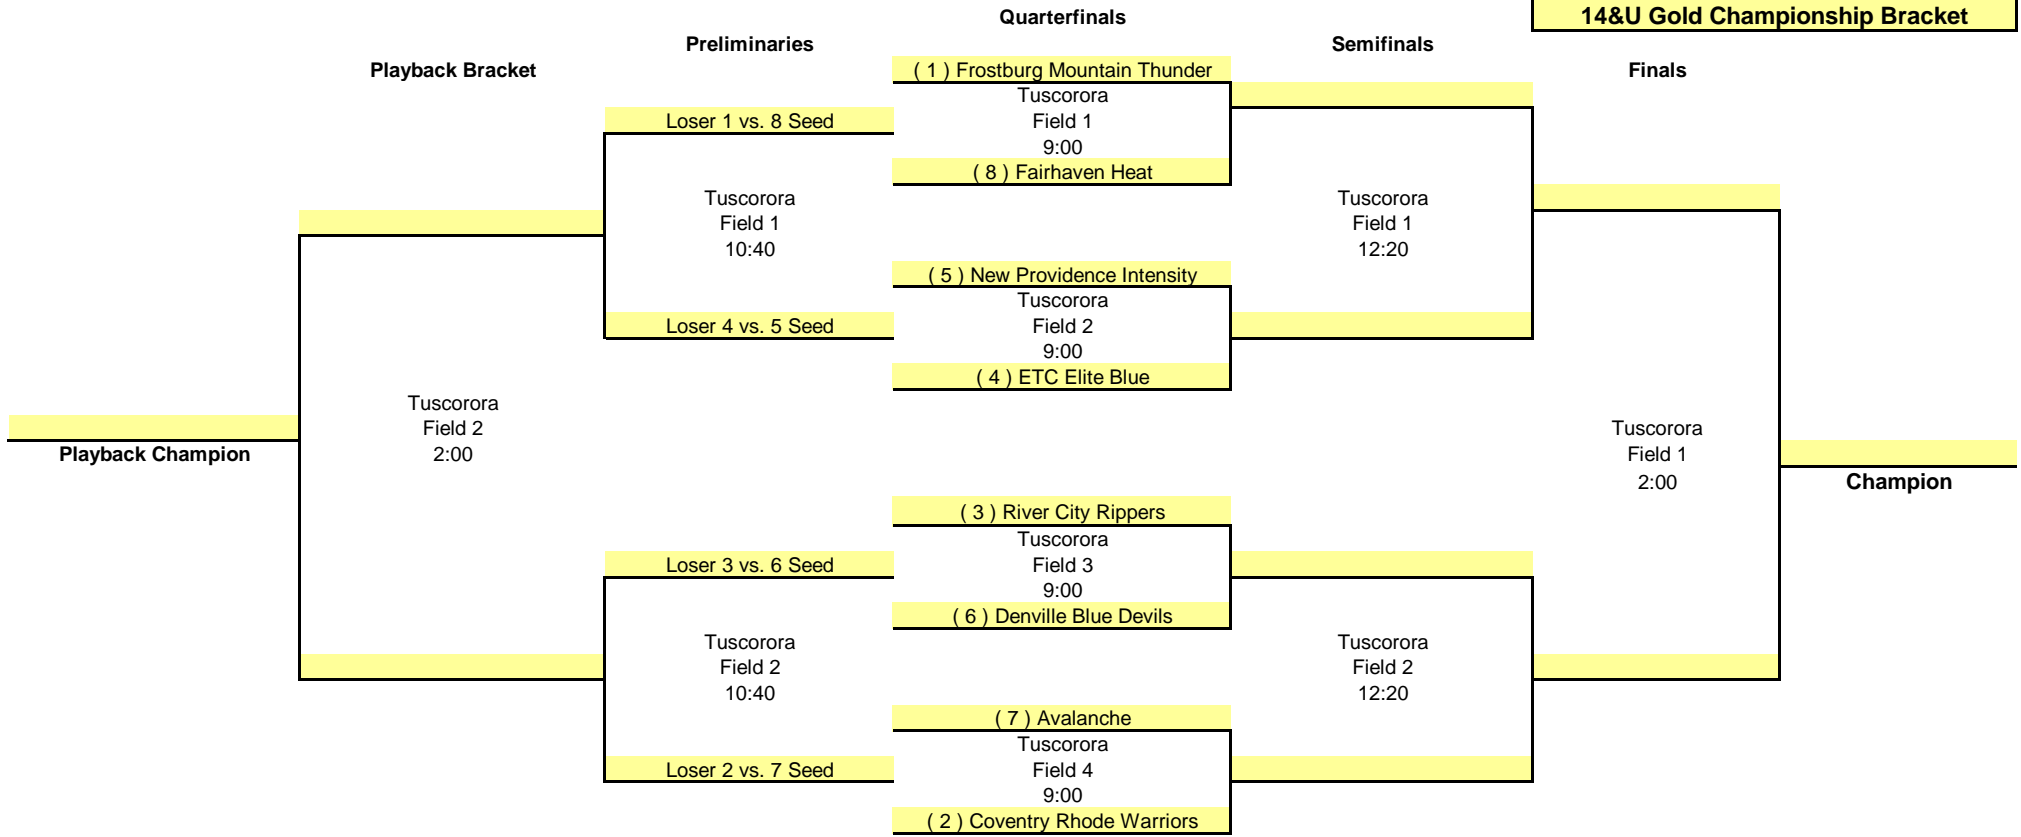 14&U Gold Championship Bracket
Quarterfinals
Preliminaries
Semifinals
Playback Bracket
Finals
( 1 ) Frostburg Mountain Thunder
Tuscorora
Field 1
9:00
( 8 ) Fairhaven Heat
Loser 1 vs. 8 Seed
Tuscorora
Field 1
10:40
Loser 4 vs. 5 Seed
Tuscorora
Field 1
12:20
( 5 ) New Providence Intensity
Tuscorora
Field 2
9:00
( 4 ) ETC Elite Blue
Tuscorora
Field 2
2:00
Playback Champion
Tuscorora
Field 1
2:00
Champion
( 3 ) River City Rippers
Tuscorora
Field 3
9:00
( 6 ) Denville Blue Devils
Loser 3 vs. 6 Seed
Tuscorora
Field 2
10:40
Loser 2 vs. 7 Seed
Tuscorora
Field 2
12:20
( 7 ) Avalanche
Tuscorora
Field 4
9:00
( 2 ) Coventry Rhode Warriors